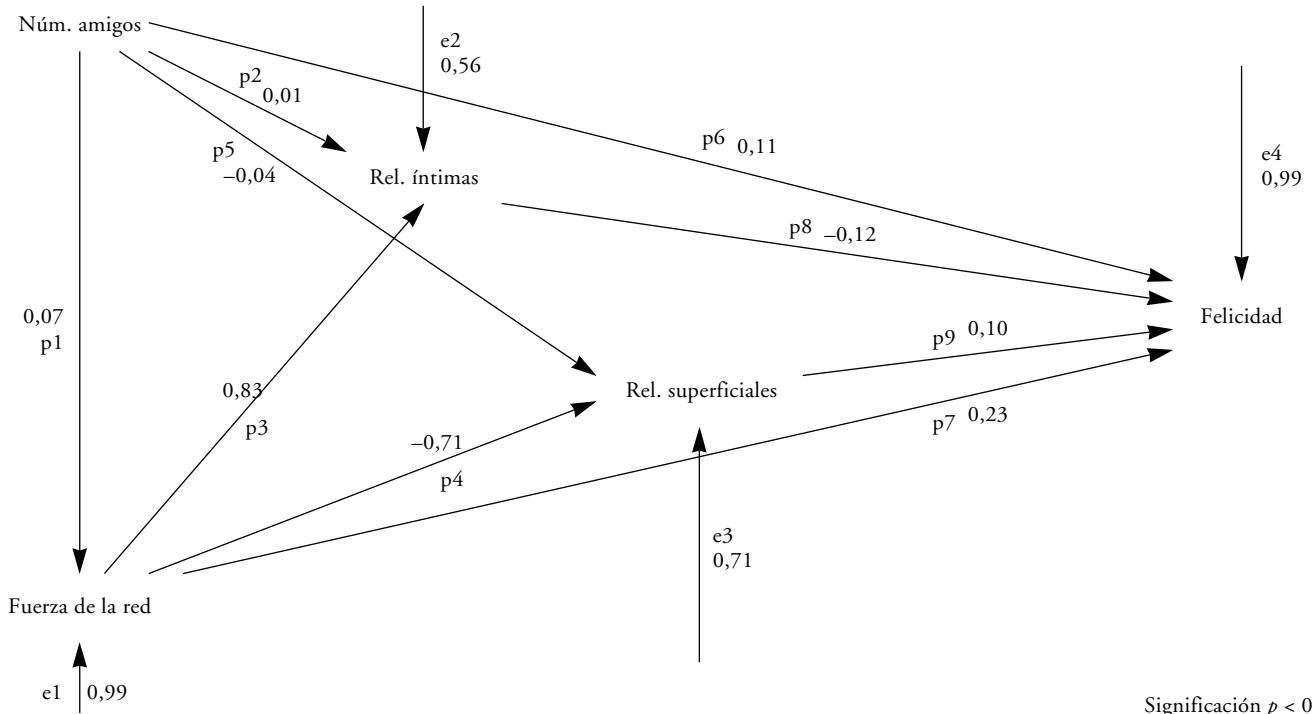 Núm. amigos
e2
0,56
p2
0,01
p5
–0,04
Rel. íntimas
p6 0,11
e4
0,99
p8 –0,12
0,07
p1
Felicidad
p9 0,10
0,83
p3
Rel. superficiales
–0,71
p4
p7 0,23
e3
0,71
Fuerza de la red
e1 0,99
Significación p < 0